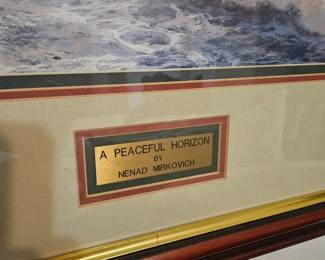 A PEACEFUL HORIZON
BY
NENAD MIRKOVICH